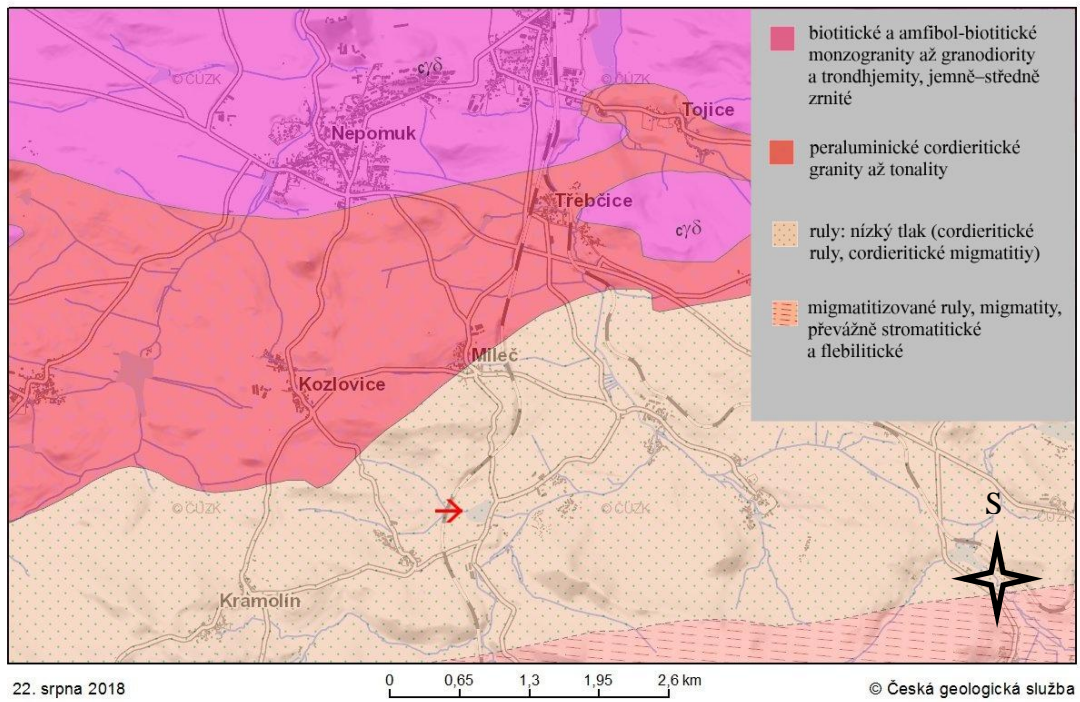 biotitické a amfibol-biotitické
monzogranity až granodiority
a trondhjemity, jemně–středně
zrnité
peraluminické cordieritické
granity až tonality
ruly: nízký tlak (cordieritické
ruly, cordieritické migmatitiy)
migmatitizované ruly, migmatity,
převážně stromatitické
a flebilitické
cγδ
© ČÚZK
© ČÚZK
Tojice
Nepomuk
Třebčice
cγδ
Mileč
Kozlovice
© ČÚZK
© ČÚZK
ČÚZK
S
Kramolín
22. srpna 2018
0 0,65 1,3 1,95 2,6 km
© Česká geologická služba